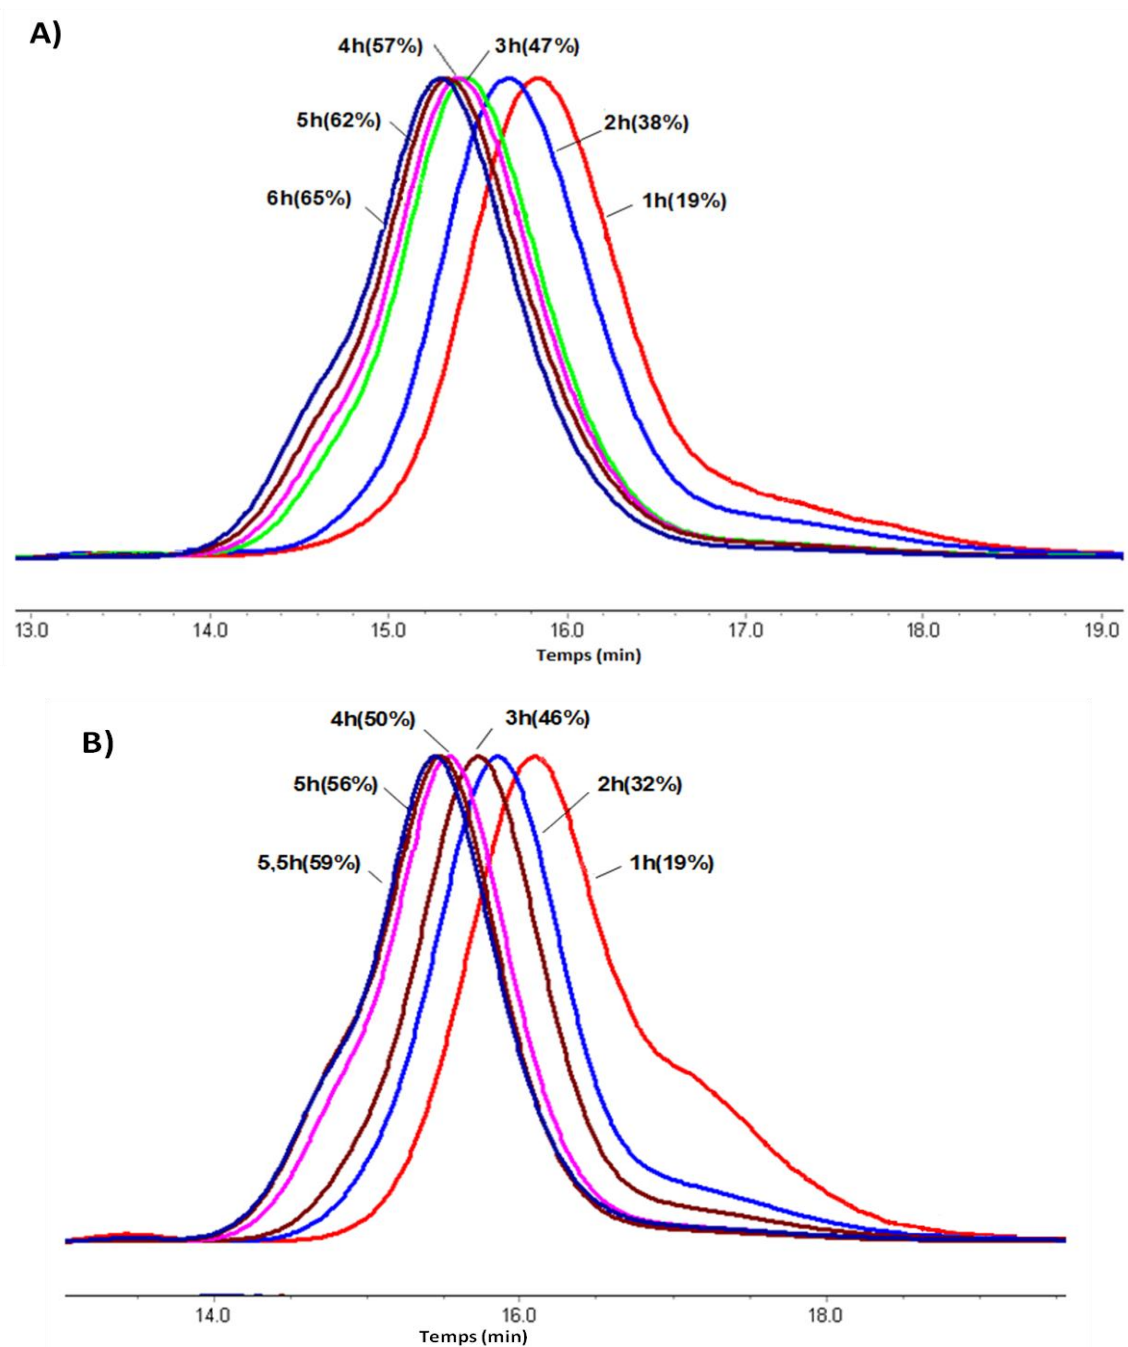 A)
4h(57%) 3h(47%)
5h(62%) 2h(38%)
6h(65%) 1h(19%)
13.0 14.0 15.0 16.0 17.0 18.0 19.0
Temps (min)
B)
4h(50%) 3h(46%)
5h(56%) 2h(32%)
5,5h(59%) 1h(19%)
14.0 16.0 18.0
Temps (min)